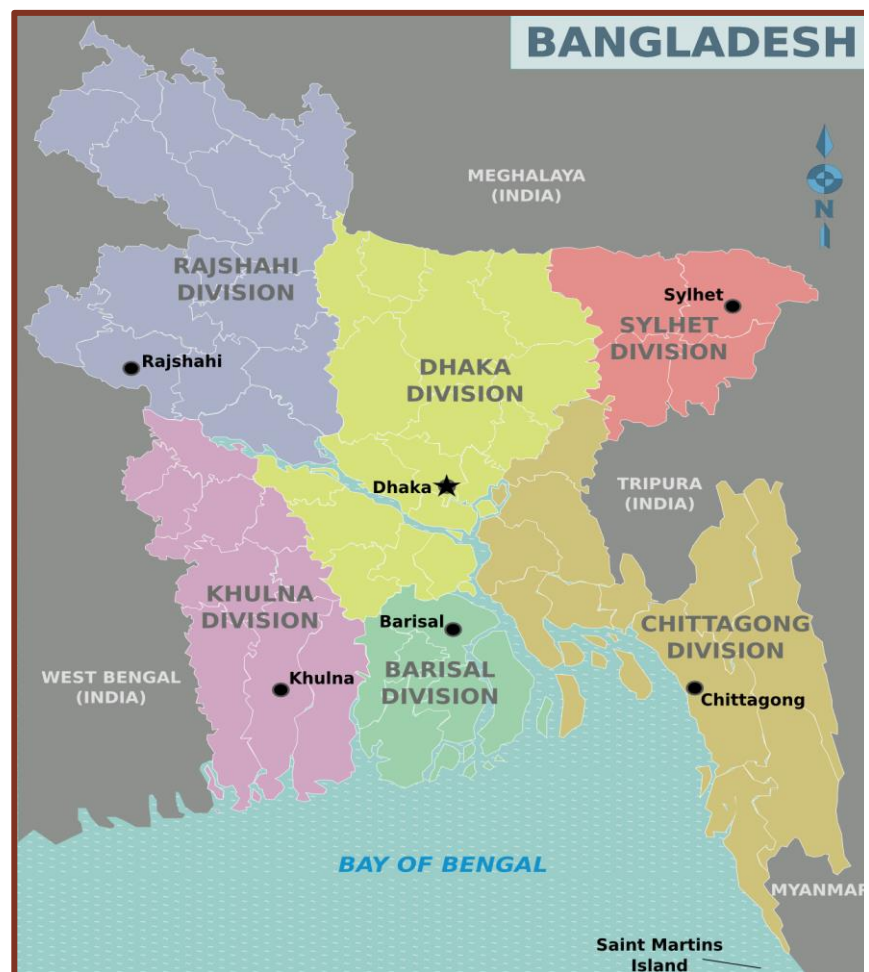 BANGLADESH
MEGHALAYA
(INDIA)
N
RAJSHAHI
DIVISION
Sylhet
SYLHET
DIVISION
Rajshahi
DHAKA
DIVISION
Dhaka
TRIPURA
(INDIA)
KHULNA
DIVISION
Barisal
CHITTAGONG
DIVISION
WEST BENGAL
(INDIA)
Khulna
BARISAL
DIVISION
Chittagong
BAY OF BENGAL
MYANMAR
Saint Martins
Island